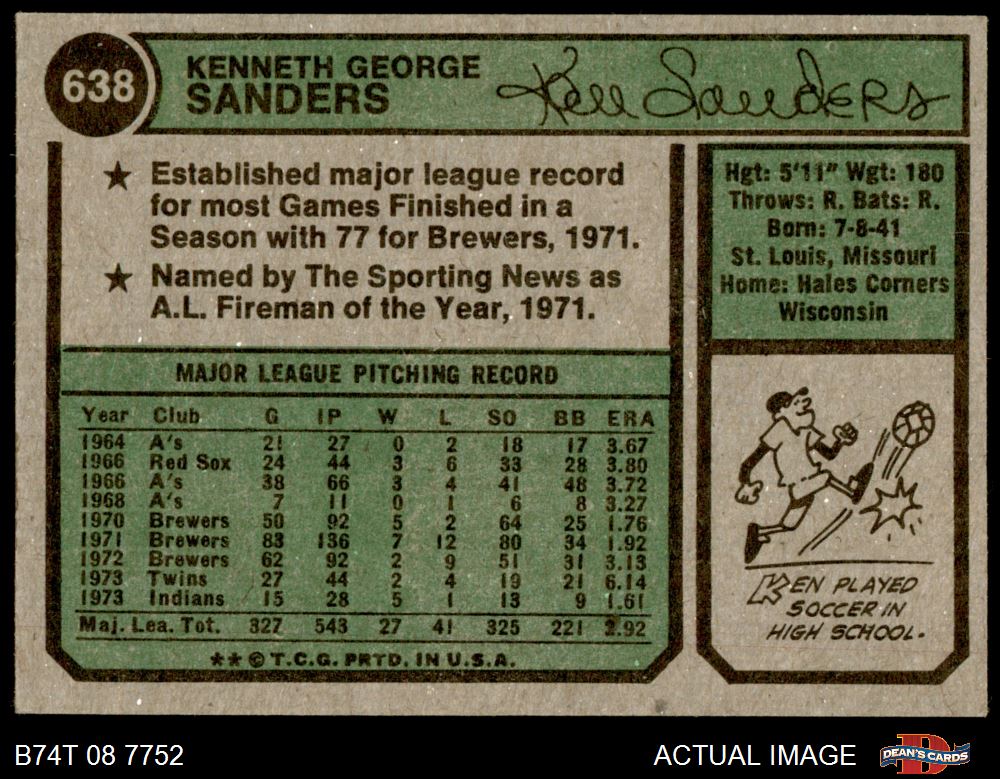 638
KENNETH GEORGE
SANDERS
Ken Sanders
★ Established major league record
for most Games Finished in a
Season with 77 for Brewers, 1971.
★ Named by The Sporting News as
A.L. Fireman of the Year, 1971.
Hgt: 5'11" Wgt: 180
Throws: R. Bats: R.
Born: 7-8-41
St. Louis, Missouri
Home: Hales Corners
Wisconsin
MAJOR LEAGUE PITCHING RECORD
Year Club G IP W L SO BB ERA
1964 A's 21 27 0 2 18 17 3.67
1966 Red Sox 24 44 3 6 33 28 3.80
1966 A's 38 66 3 4 41 48 3.72
1968 A's 7 11 0 1 6 8 3.27
1970 Brewers 50 92 5 2 64 25 1.76
1971 Brewers 83 136 7 12 80 34 1.92
1972 Brewers 62 92 2 9 51 31 3.13
1973 Twins 27 44 2 4 19 21 6.14
1973 Indians 15 28 5 1 13 9 1.61
Maj. Lea. Tot. 327 543 27 41 325 221 2.92
★★ © T.C.G. PRTD. IN U.S.A.
KEN PLAYED
SOCCER IN
HIGH SCHOOL.
B74T 08 7752
ACTUAL IMAGE
DEAN'S CARDS